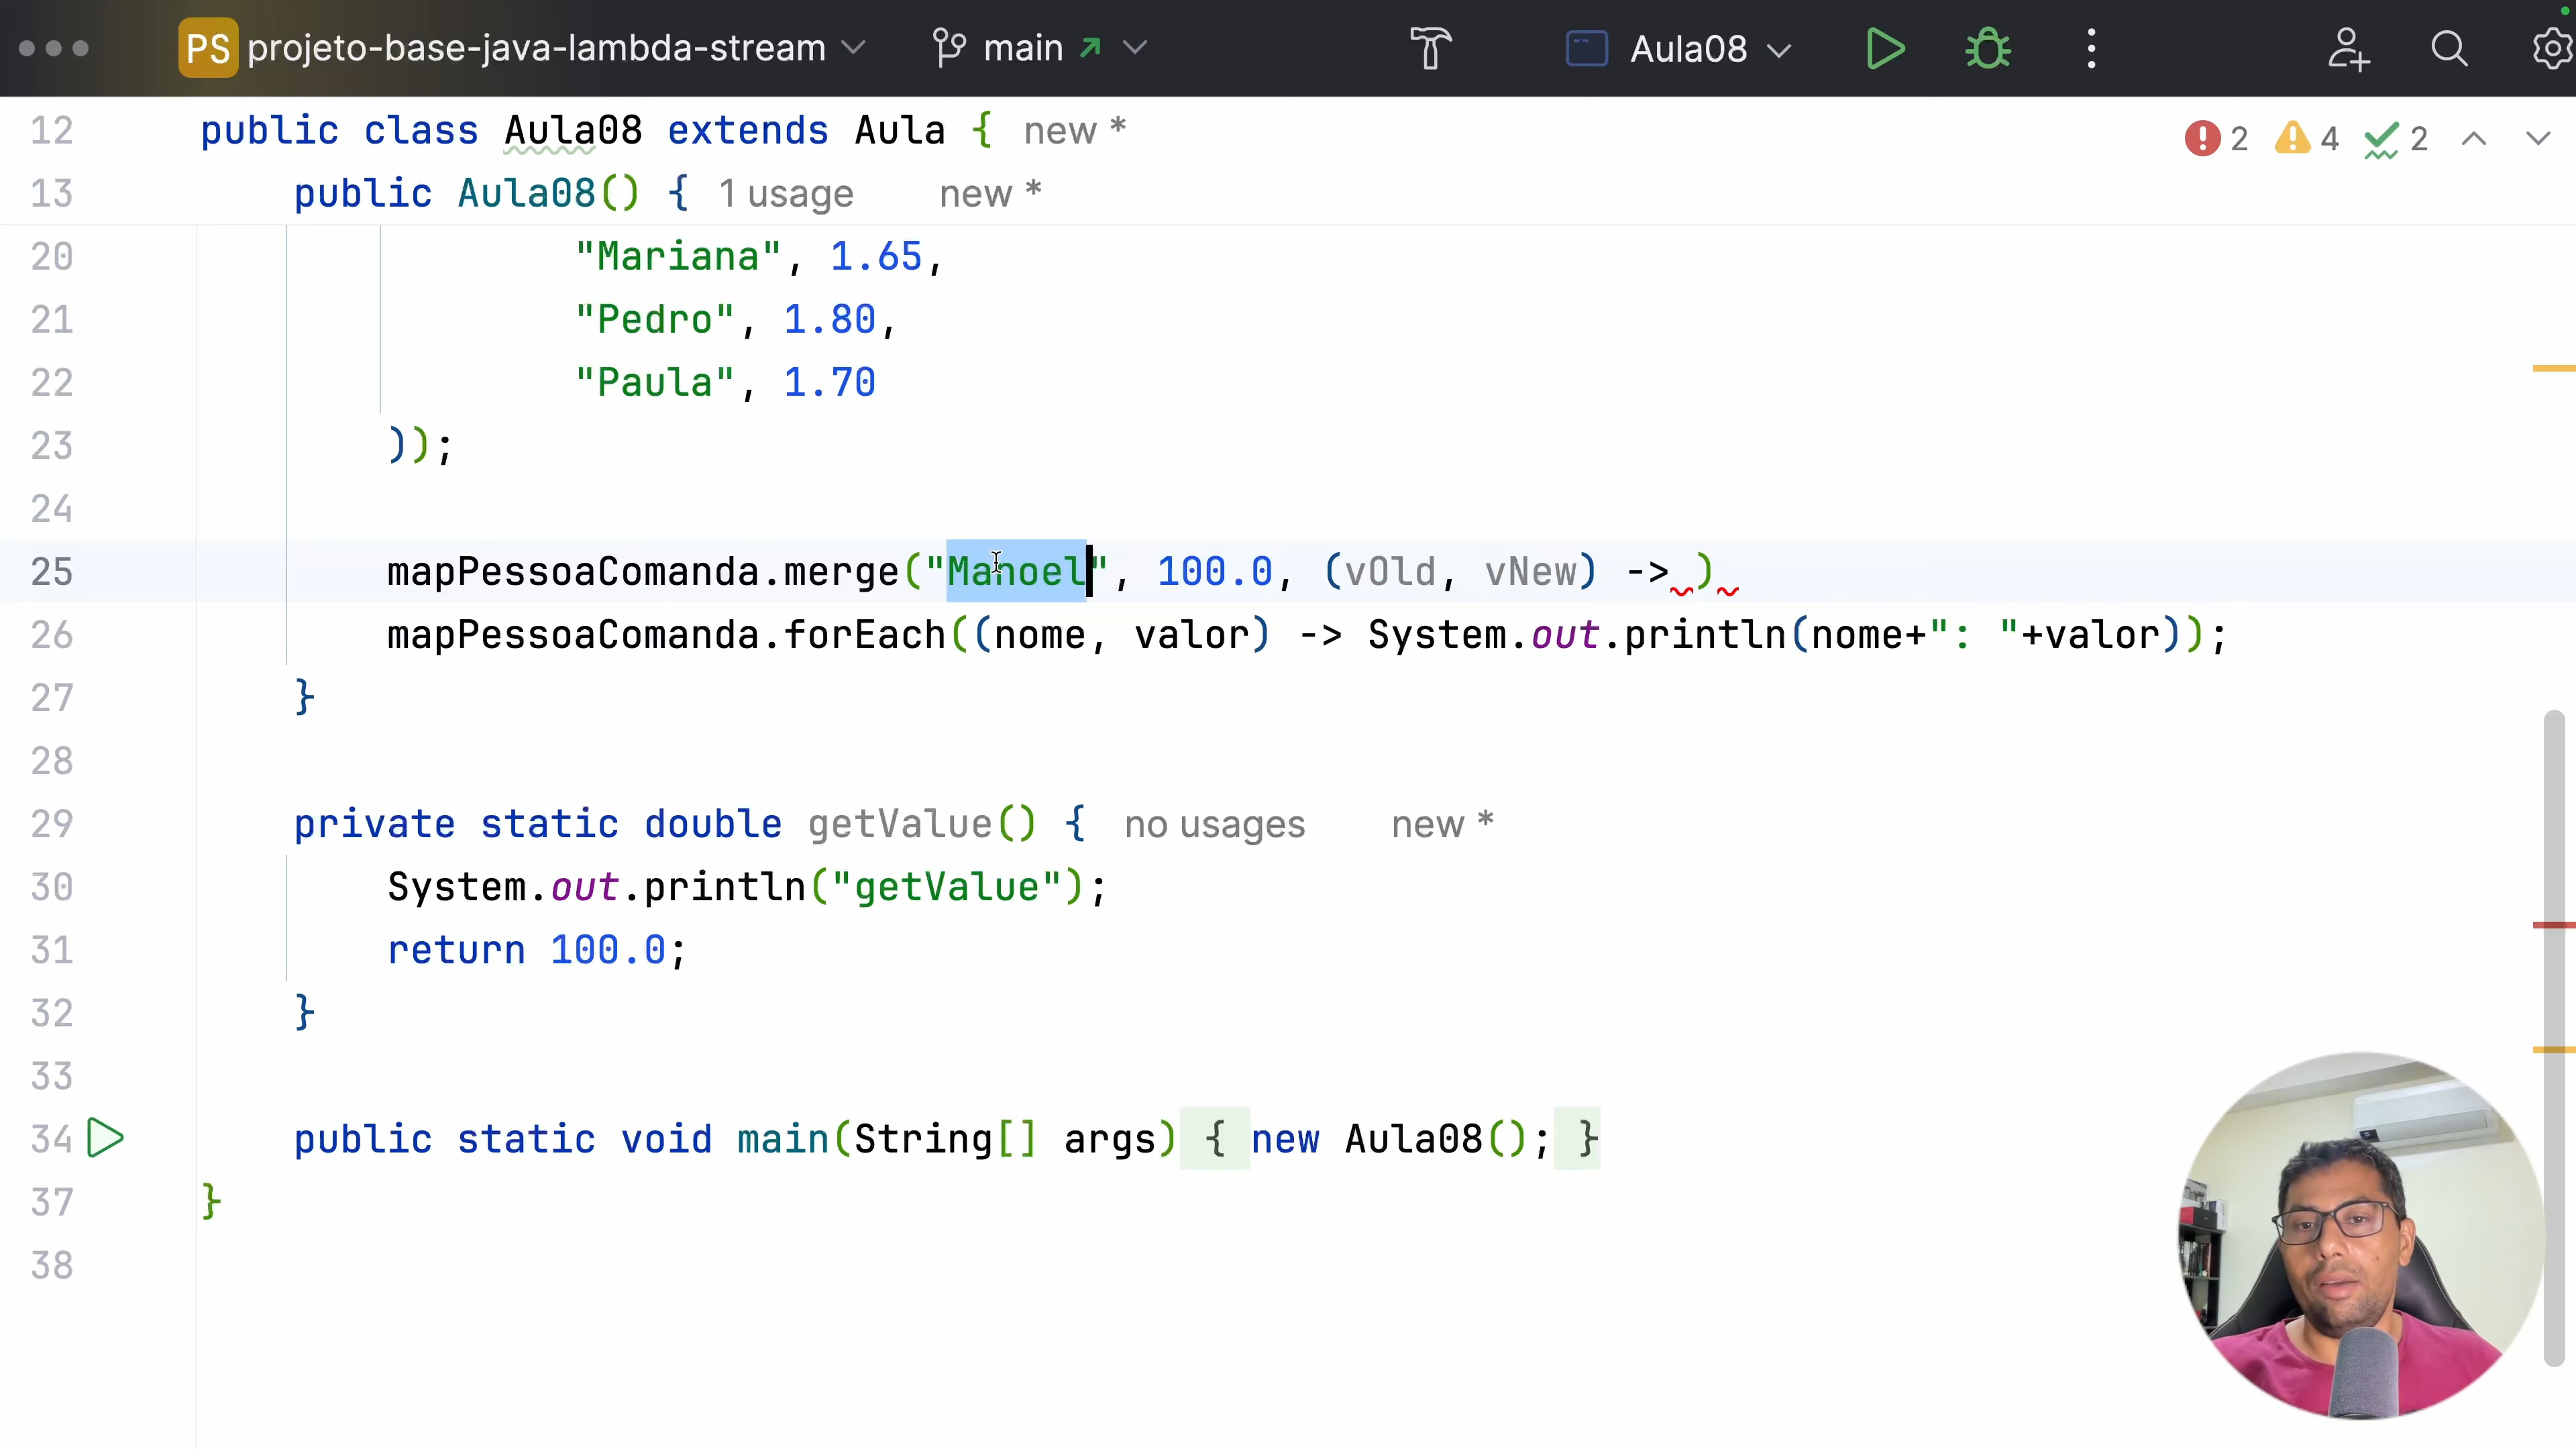 PS projeto-base-java-lambda-stream main Aula08
12 public class Aula08 extends Aula { new * 2 4 2
13 public Aula08() { 1 usage new *
20 "Mariana", 1.65,
21 "Pedro", 1.80,
22 "Paula", 1.70
23 ));
24
25 mapPessoaComanda.merge("Manoel", 100.0, (vOld, vNew) -> )
26 mapPessoaComanda.forEach((nome, valor) -> System.out.println(nome+": "+valor));
27 }
28
29 private static double getValue() { no usages new *
30 System.out.println("getValue");
31 return 100.0;
32 }
33
34 public static void main(String[] args) { new Aula08(); }
37 }
38